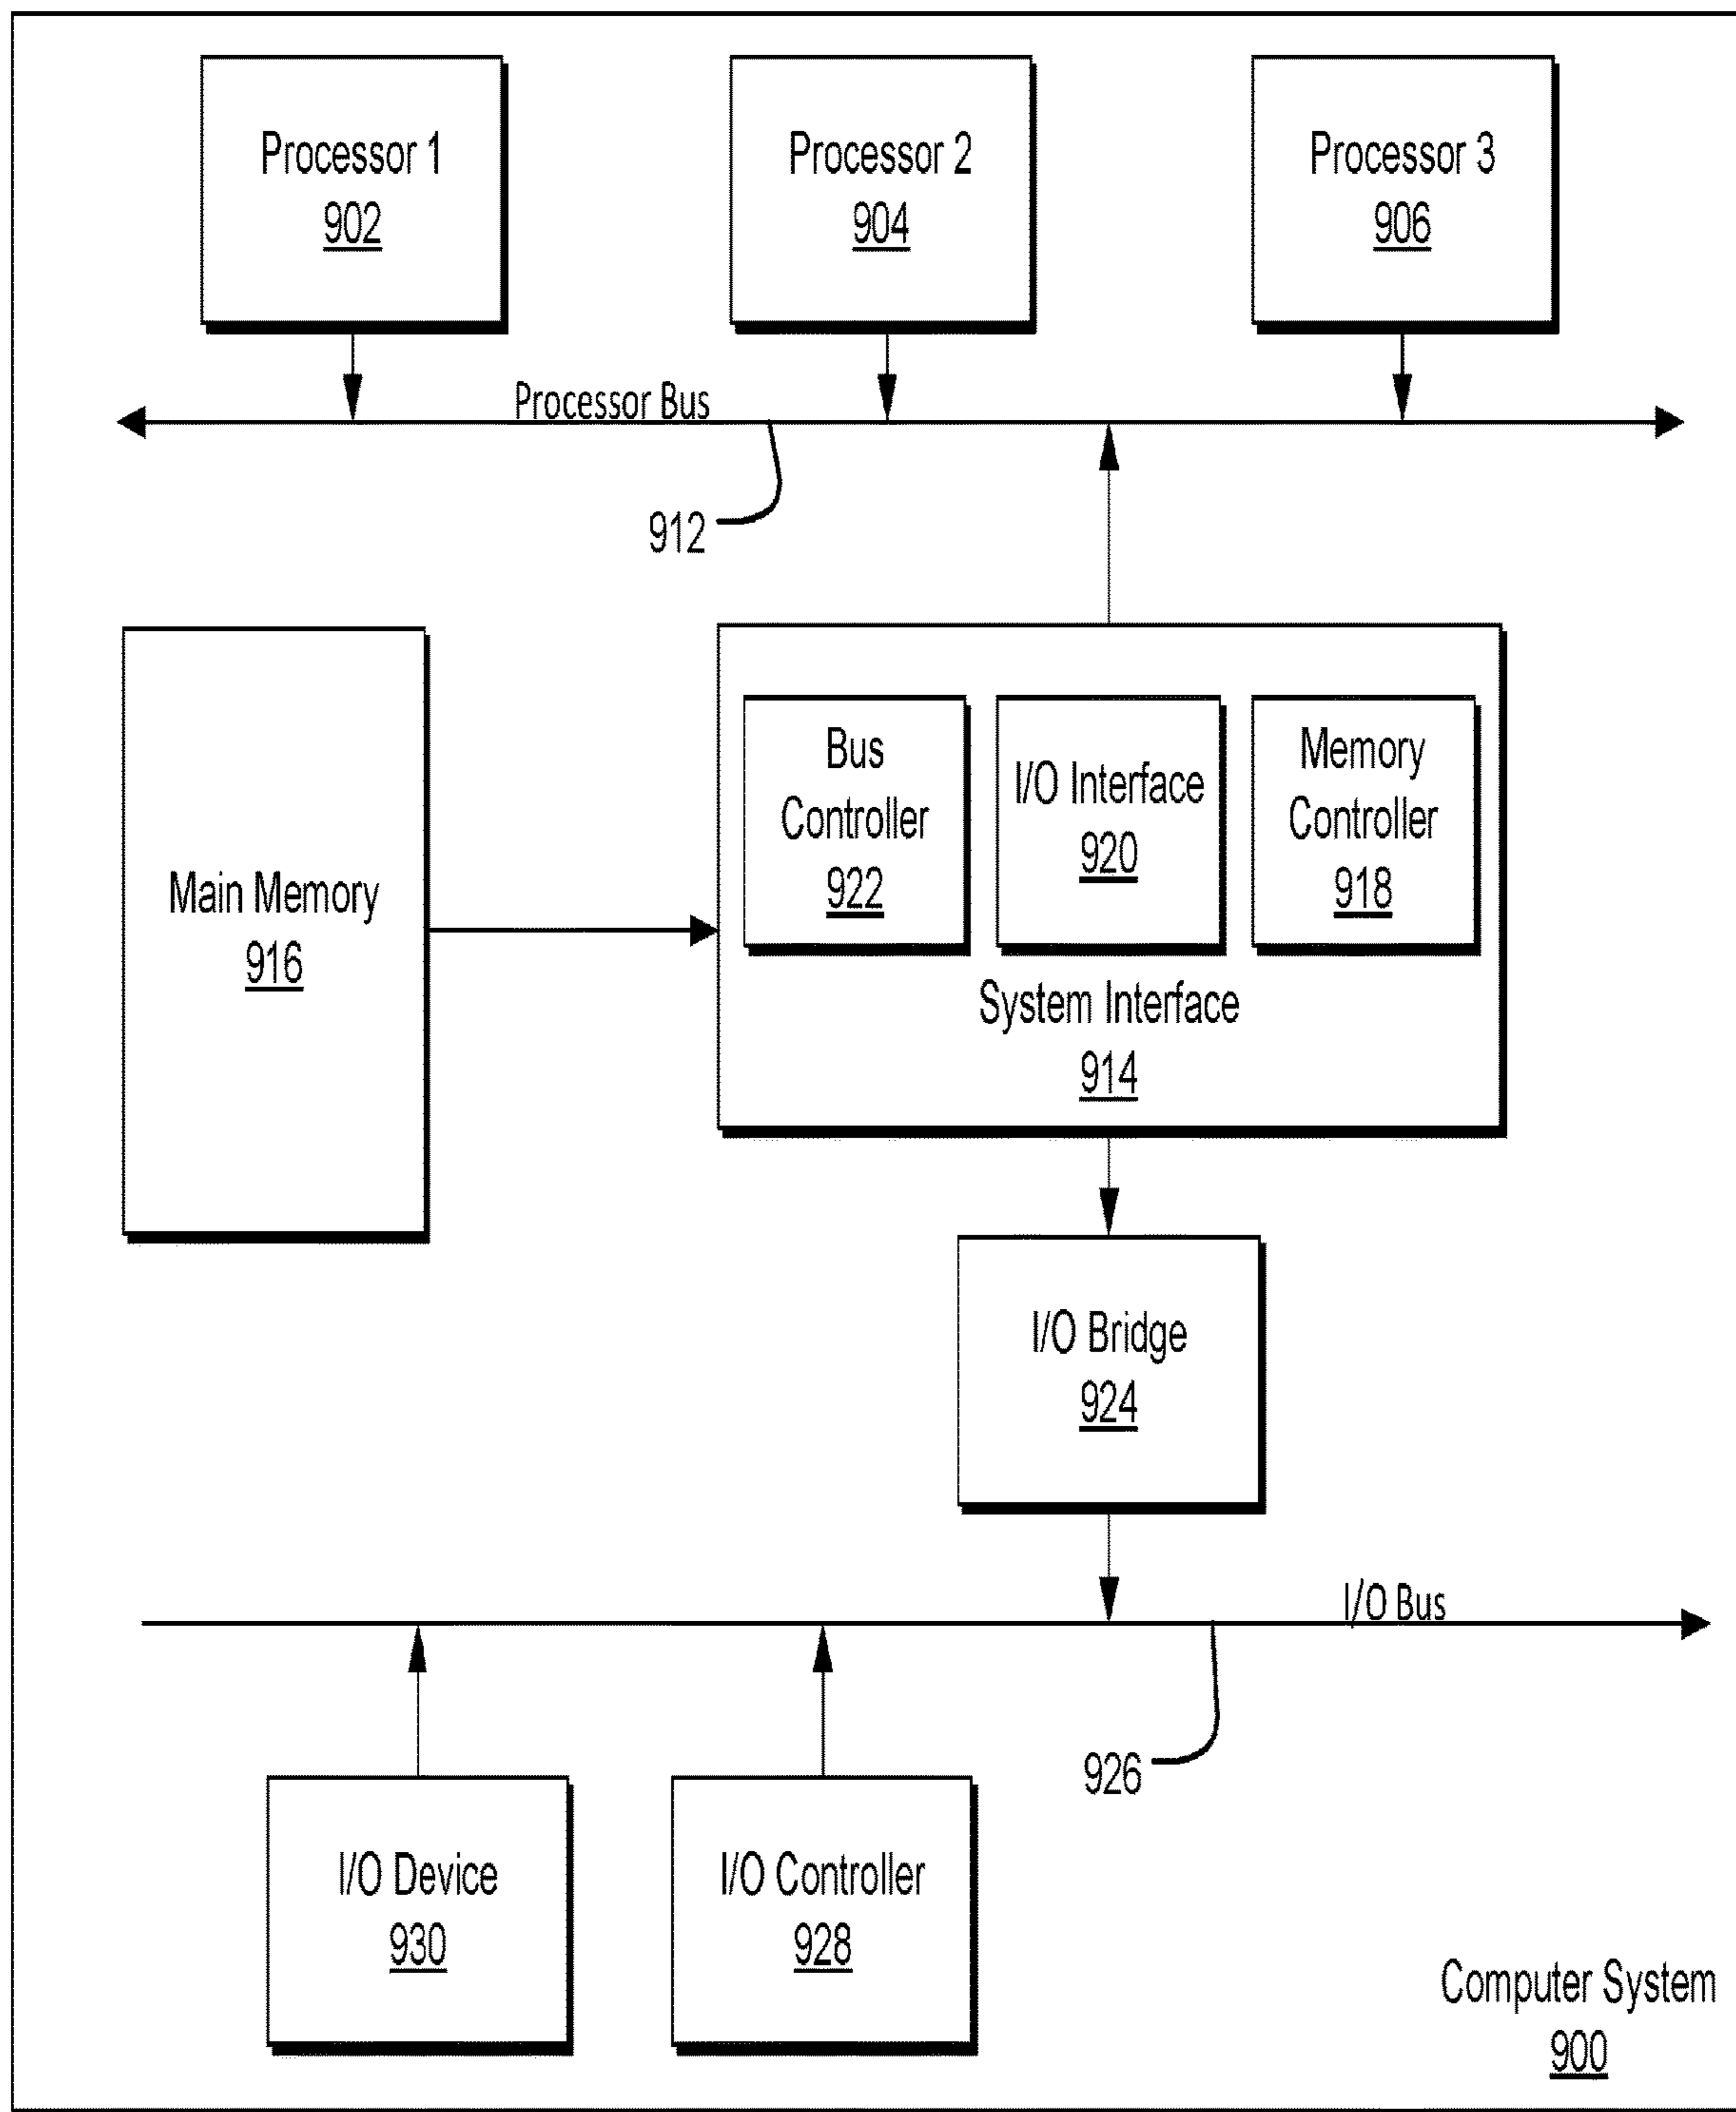 Processor 1
902
Processor 2
904
Processor 3
906
Processor Bus
912
Main Memory
916
Bus
Controller
922
I/O Interface
920
Memory
Controller
918
System Interface
914
I/O Bridge
924
I/O Bus
926
I/O Device
930
I/O Controller
928
Computer System
900